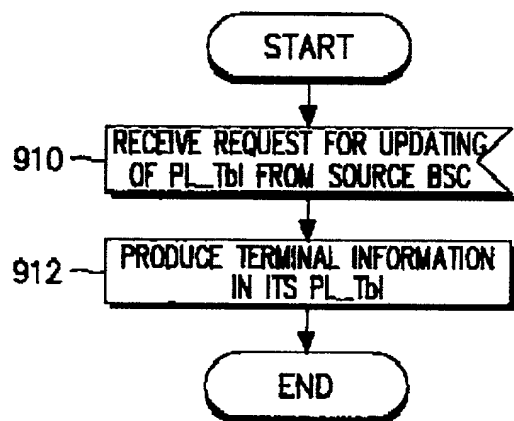 START
910
RECEIVE REQUEST FOR UPDATING
OF PL_Tbl FROM SOURCE BSC
912
PRODUCE TERMINAL INFORMATION
IN ITS PL_Tbl
END